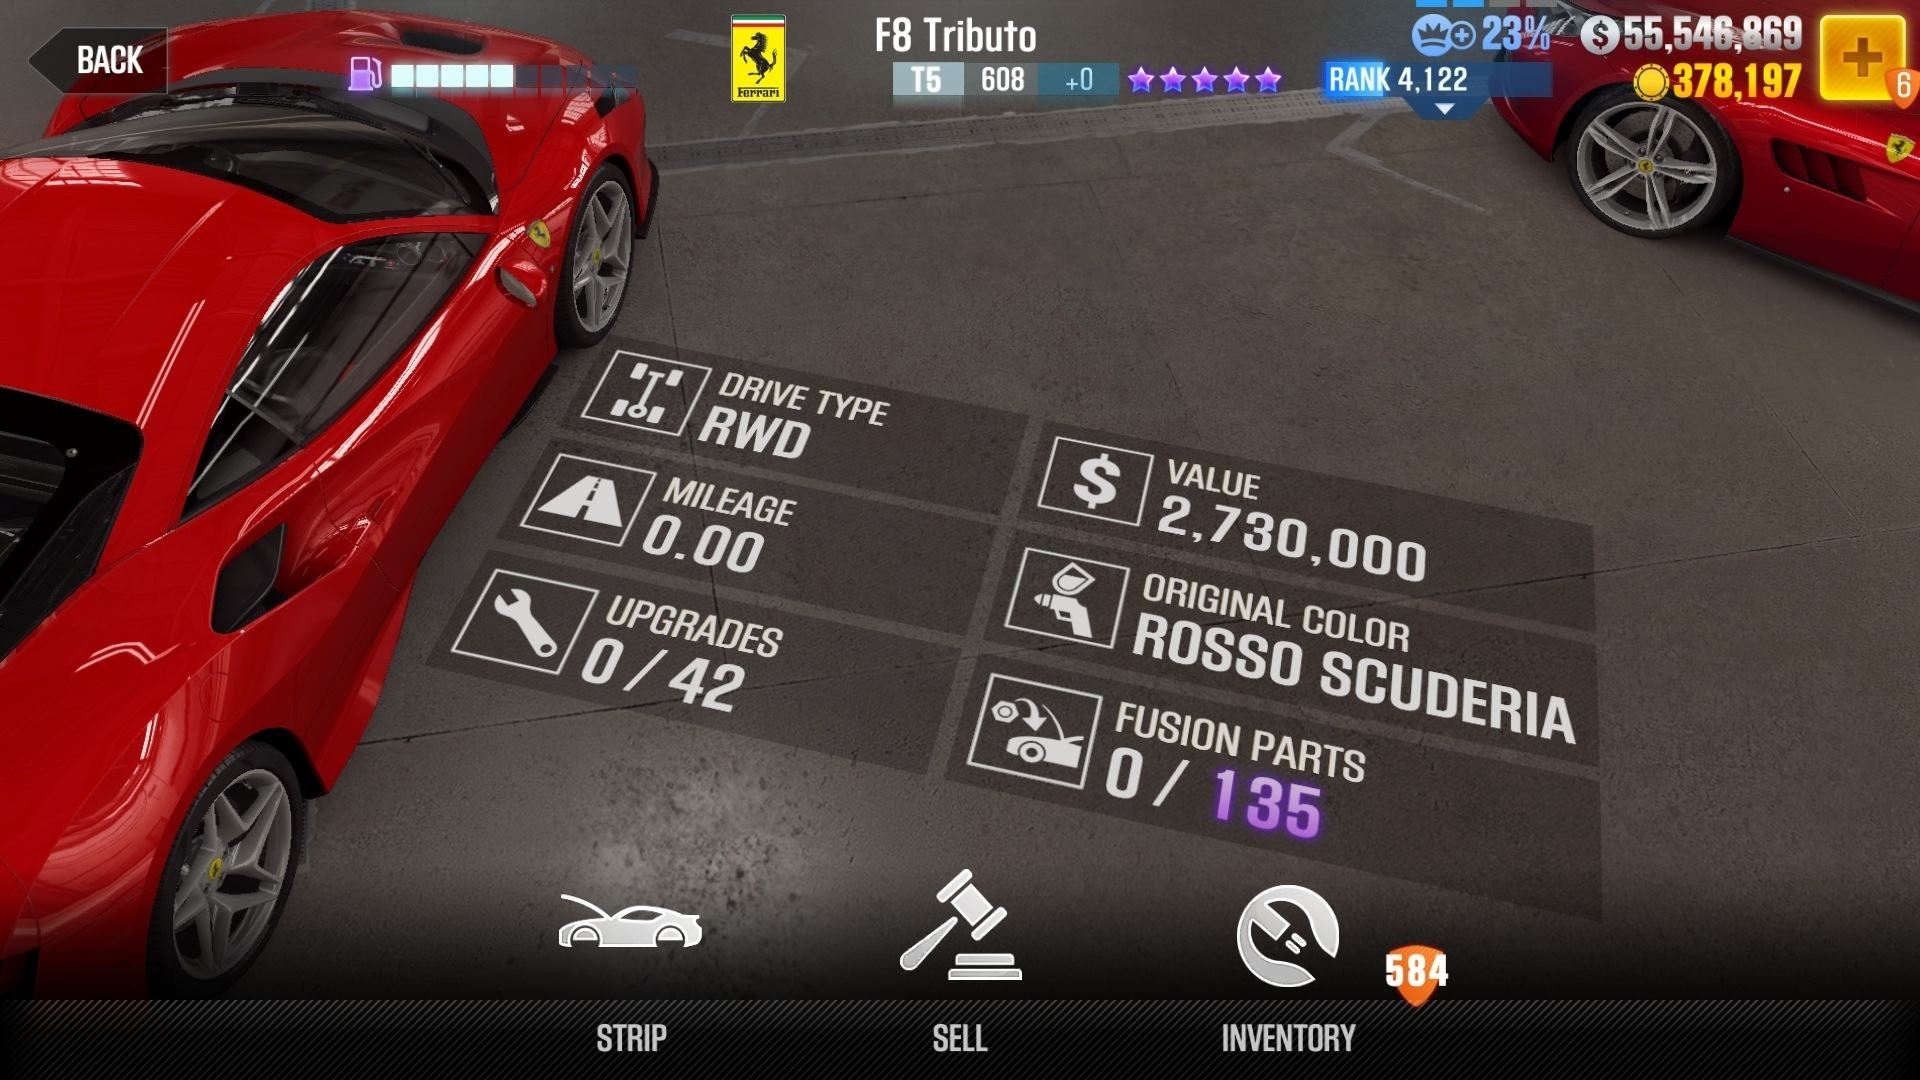 BACK
Ferrari
F8 Tributo
T5 608 +0
23%
RANK 4,122
$ 55,546,869
378,197
6
DRIVE TYPE
RWD
MILEAGE
0.00
UPGRADES
0 / 42
$ VALUE
2,730,000
ORIGINAL COLOR
ROSSO SCUDERIA
FUSION PARTS
0 / 135
584
STRIP
SELL
INVENTORY